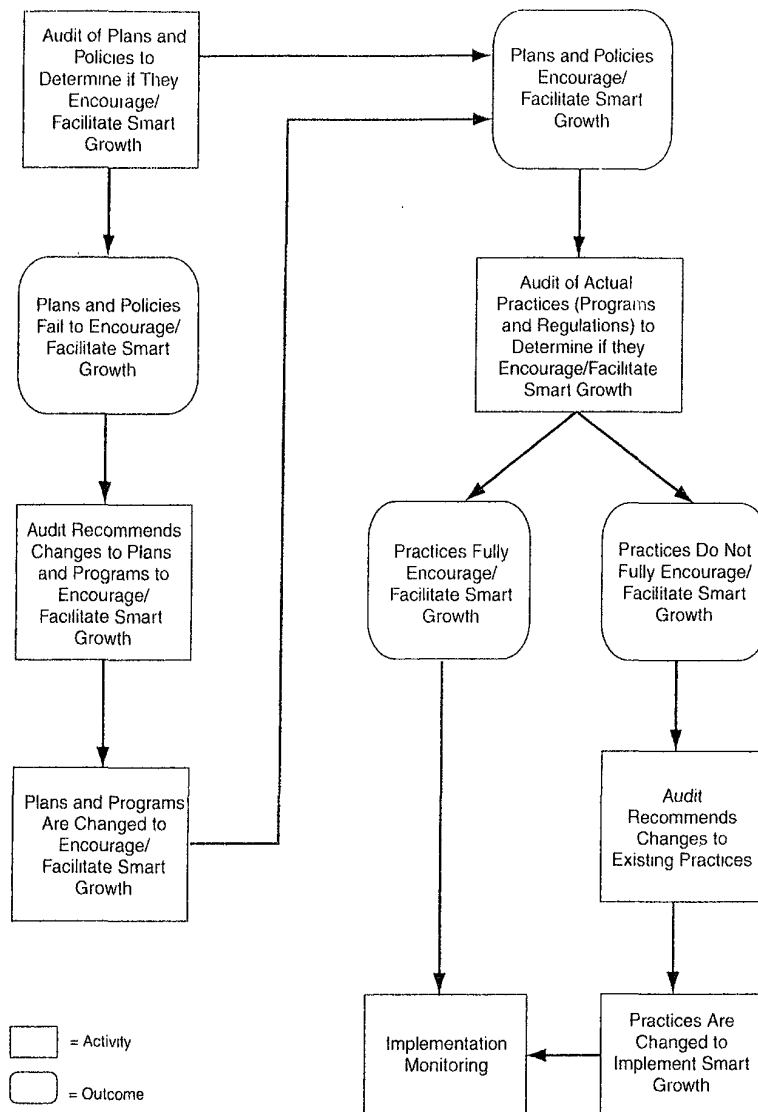 Audit of Plans and
Policies to
Determine if They
Encourage/
Facilitate Smart
Growth
Plans and Policies
Encourage/
Facilitate Smart
Growth
Plans and Policies
Fail to Encourage/
Facilitate Smart
Growth
Audit of Actual
Practices (Programs
and Regulations) to
Determine if they
Encourage/Facilitate
Smart Growth
Audit Recommends
Changes to Plans
and Programs to
Encourage/
Facilitate Smart
Growth
Practices Fully
Encourage/
Facilitate Smart
Growth
Practices Do Not
Fully Encourage/
Facilitate Smart
Growth
Plans and Programs
Are Changed to
Encourage/
Facilitate Smart
Growth
Audit
Recommends
Changes to
Existing Practices
Implementation
Monitoring
Practices Are
Changed to
Implement Smart
Growth
= Activity
= Outcome